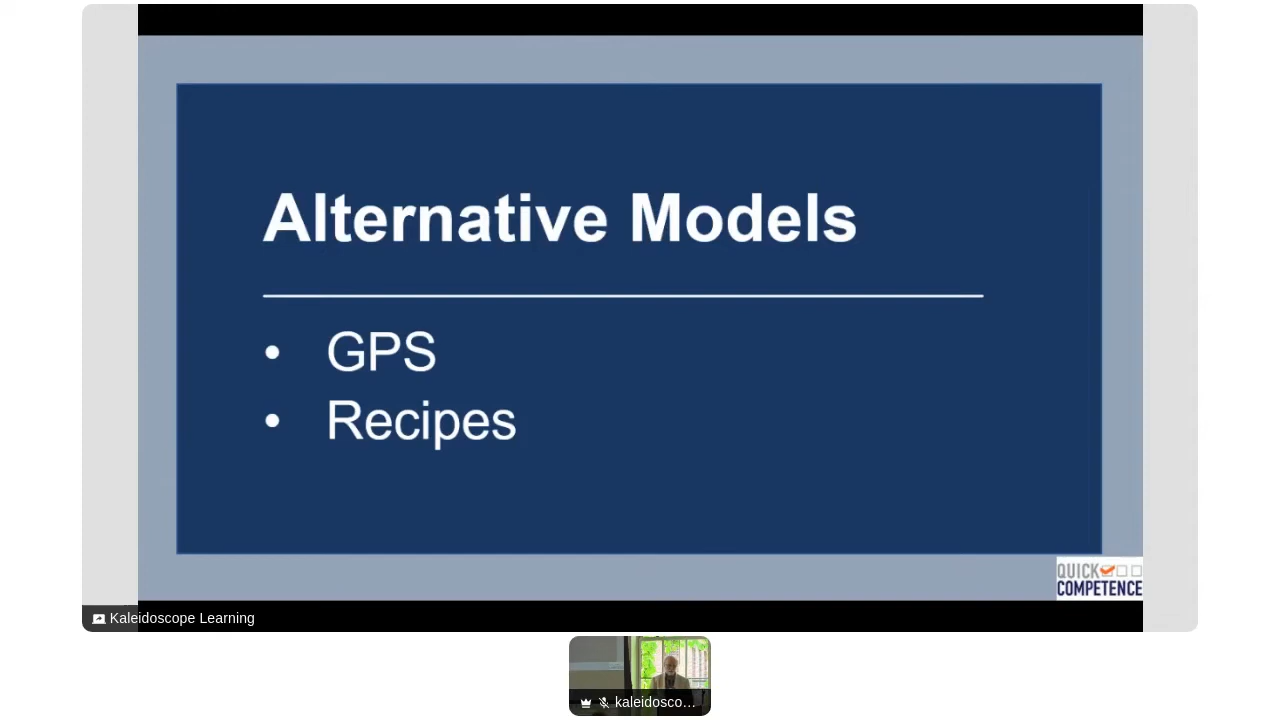 Alternative Models
• GPS
• Recipes
QUICK
COMPETENCE
Kaleidoscope Learning
kaleidosco…